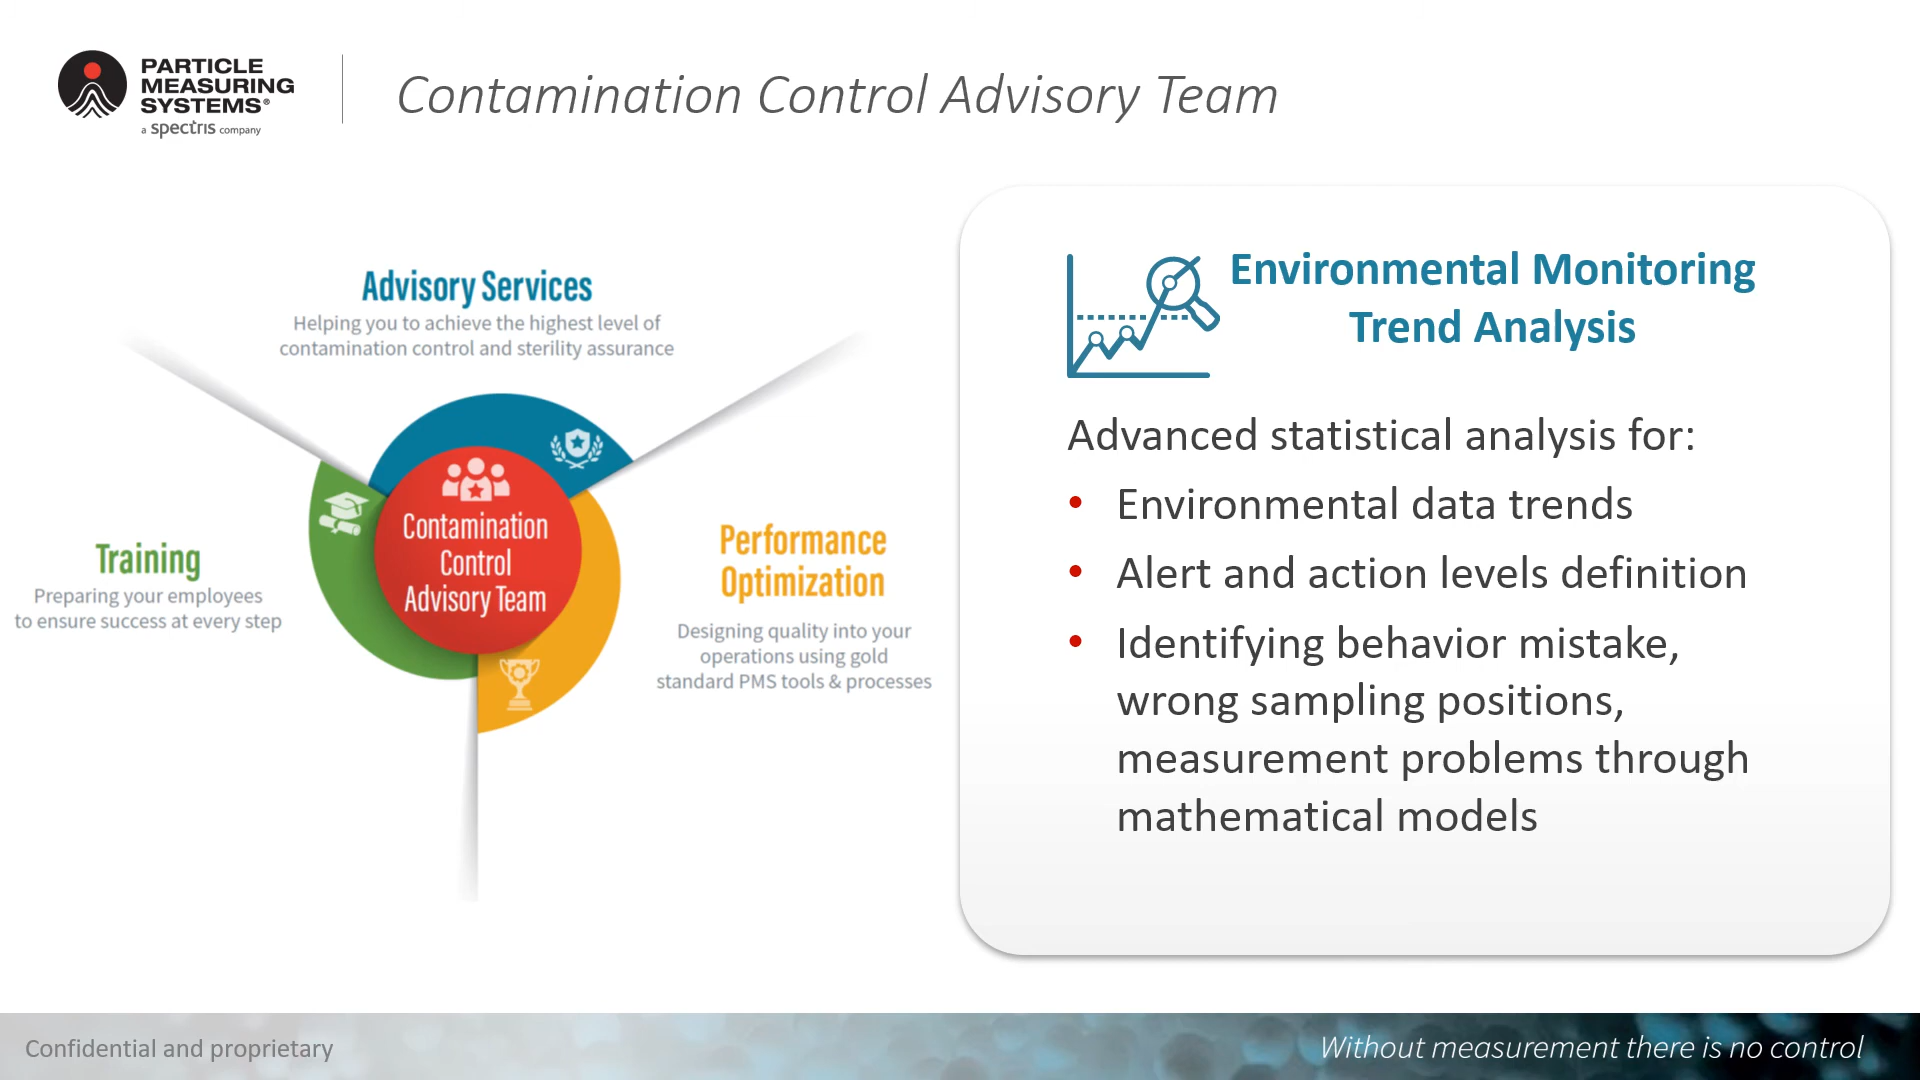 PARTICLE
MEASURING
SYSTEMS®
a spectris company
Contamination Control Advisory Team
Advisory Services
Helping you to achieve the highest level of
contamination control and sterility assurance
Training
Preparing your employees
to ensure success at every step
Contamination
Control
Advisory Team
Performance
Optimization
Designing quality into your
operations using gold
standard PMS tools & processes
Environmental Monitoring
Trend Analysis
Advanced statistical analysis for:
• Environmental data trends
• Alert and action levels definition
• Identifying behavior mistake,
wrong sampling positions,
measurement problems through
mathematical models
Confidential and proprietary
Without measurement there is no control